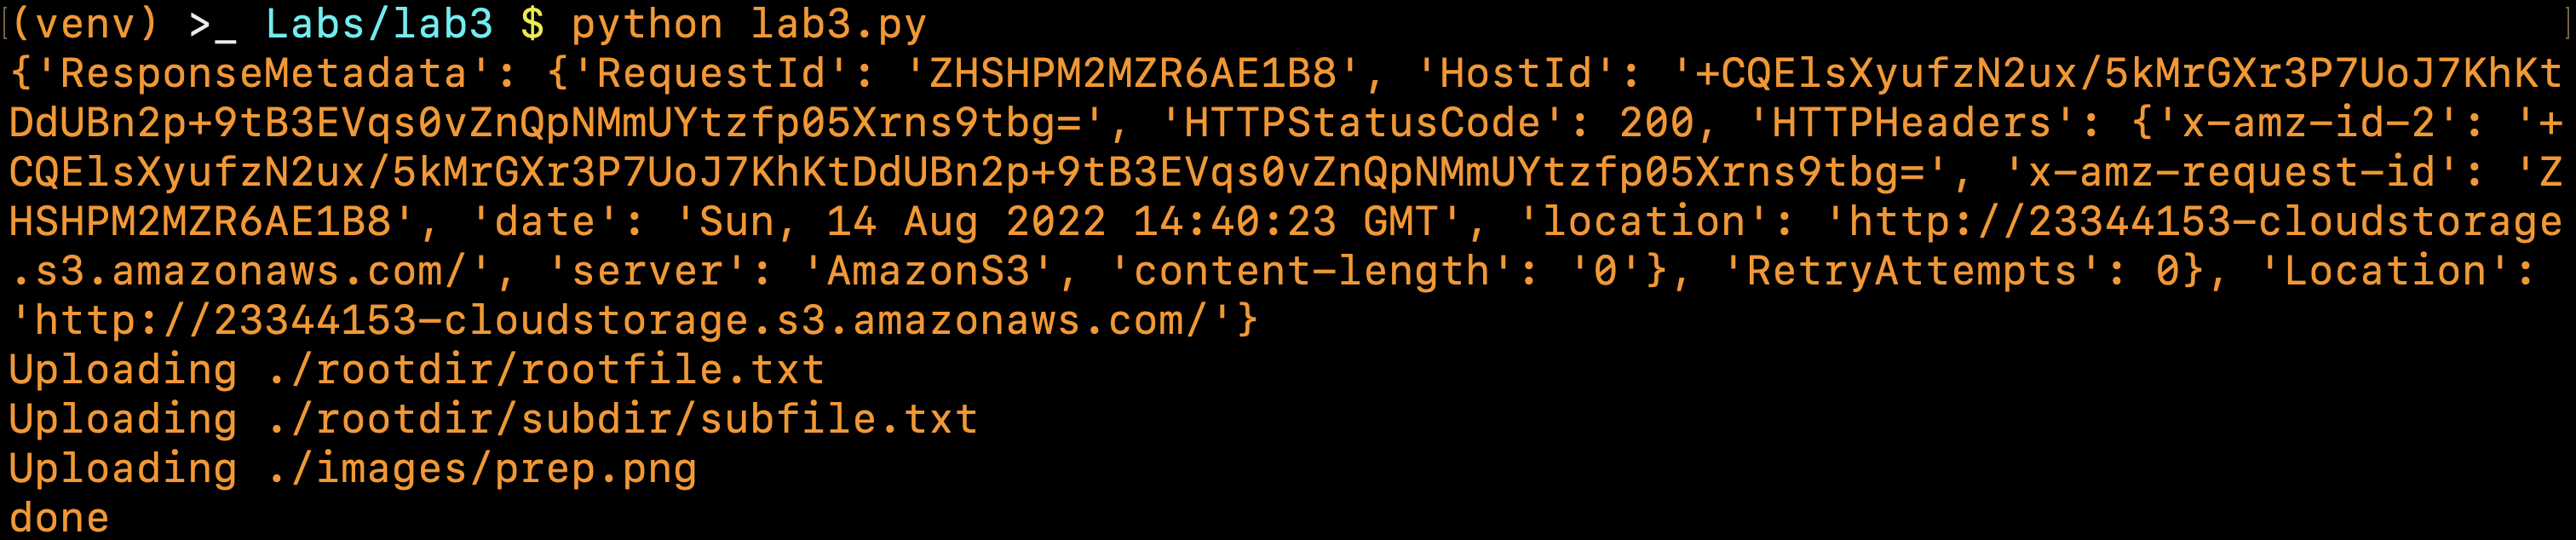 (venv) >_ Labs/lab3 $ python lab3.py
{'ResponseMetadata': {'RequestId': 'ZHSHPM2MZR6AE1B8', 'HostId': '+CQElsXyufzN2ux/5kMrGXr3P7UoJ7KhKt
DdUBn2p+9tB3EVqs0vZnQpNMmUYtzfp05Xrns9tbg=', 'HTTPStatusCode': 200, 'HTTPHeaders': {'x-amz-id-2': '+
CQElsXyufzN2ux/5kMrGXr3P7UoJ7KhKtDdUBn2p+9tB3EVqs0vZnQpNMmUYtzfp05Xrns9tbg=', 'x-amz-request-id': 'Z
HSHPM2MZR6AE1B8', 'date': 'Sun, 14 Aug 2022 14:40:23 GMT', 'location': 'http://23344153-cloudstorage
.s3.amazonaws.com/', 'server': 'AmazonS3', 'content-length': '0'}, 'RetryAttempts': 0}, 'Location':
'http://23344153-cloudstorage.s3.amazonaws.com/'}
Uploading ./rootdir/rootfile.txt
Uploading ./rootdir/subdir/subfile.txt
Uploading ./images/prep.png
done